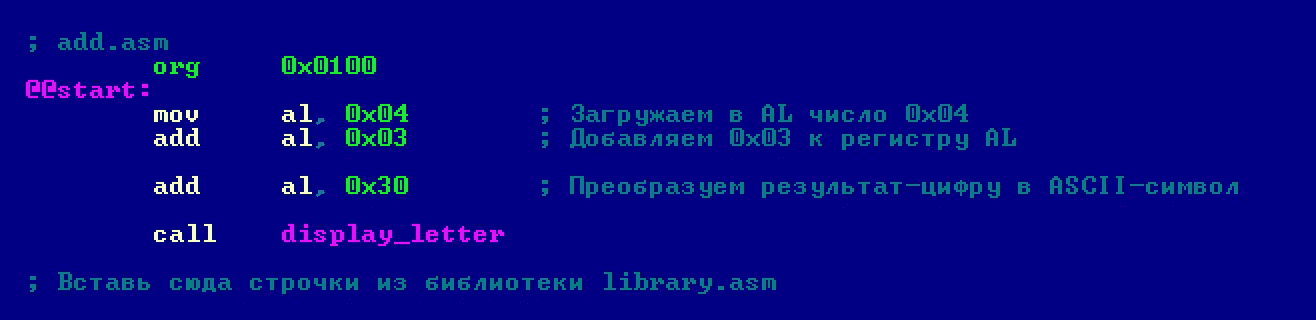 ; add.asm
org 0x0100
@@start:
mov al, 0x04 ; Загружаем в AL число 0x04
add al, 0x03 ; Добавляем 0x03 к регистру AL
add al, 0x30 ; Преобразуем результат-цифру в ASCII-символ
call display_letter
; Вставь сюда строчки из библиотеки library.asm